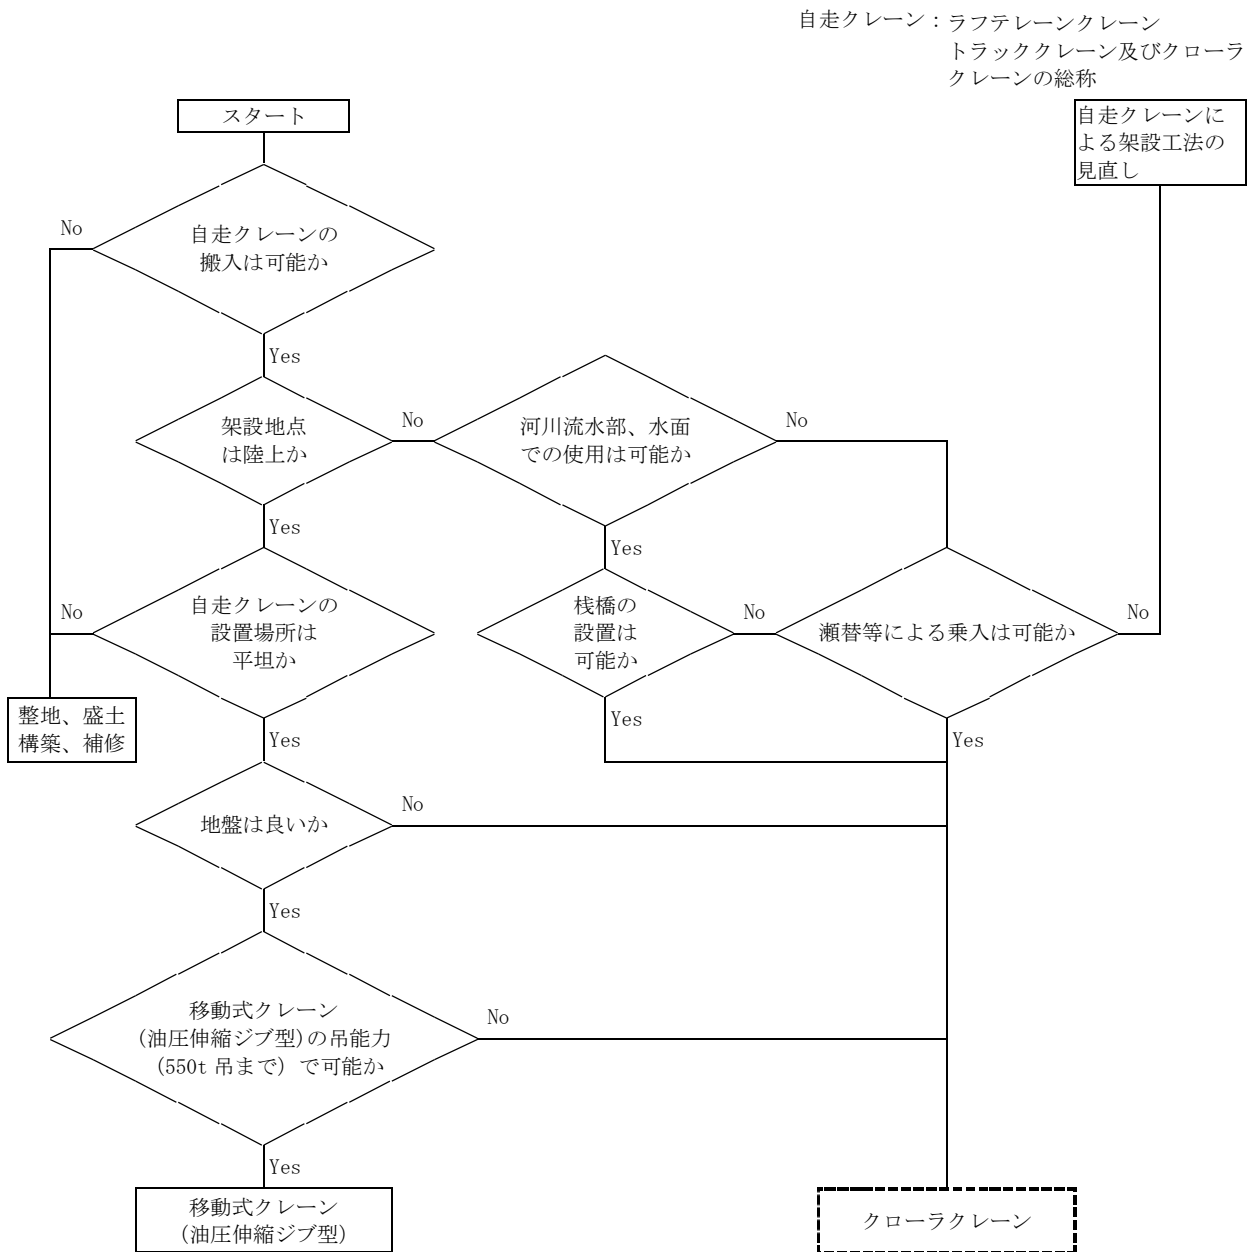 自走クレーン：ラフテレーンクレーン
トラッククレーン及びクローラ
クレーンの総称
スタート
自走クレーンに
よる架設工法の
見直し
No
自走クレーンの
搬入は可能か
Yes
架設地点
は陸上か
No
河川流水部、水面
での使用は可能か
No
Yes
Yes
No
自走クレーンの
設置場所は
平坦か
桟橋の
設置は
可能か
No
瀬替等による乗入は可能か
No
整地、盛土
構築、補修
Yes
Yes
Yes
地盤は良いか
No
Yes
移動式クレーン
(油圧伸縮ジブ型)の吊能力
（550t 吊まで）で可能か
No
Yes
移動式クレーン
（油圧伸縮ジブ型）
クローラクレーン